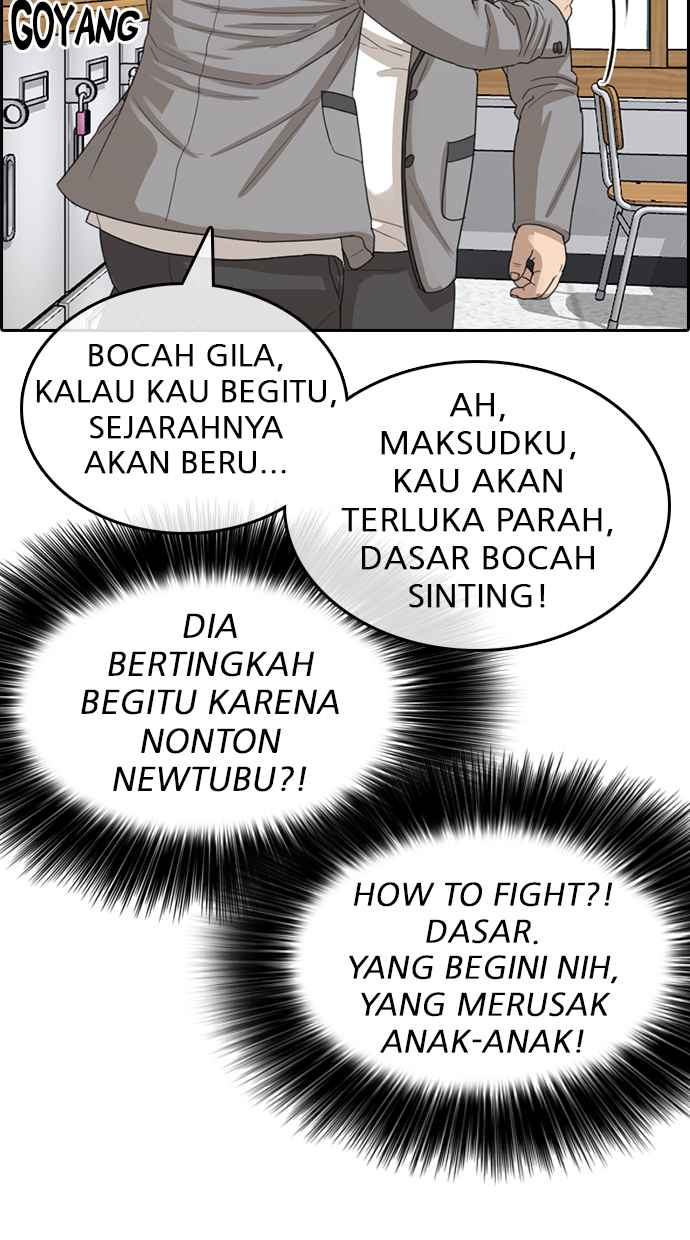 GOYANG
BOCAH GILA,
KALAU KAU BEGITU,
SEJARAHNYA
AKAN BERU...
AH,
MAKSUDKU,
KAU AKAN
TERLUKA PARAH,
DASAR BOCAH
SINTING!
DIA
BERTINGKAH
BEGITU KARENA
NONTON
NEWTUBU?!
HOW TO FIGHT?!
DASAR.
YANG BEGINI NIH,
YANG MERUSAK
ANAK-ANAK!